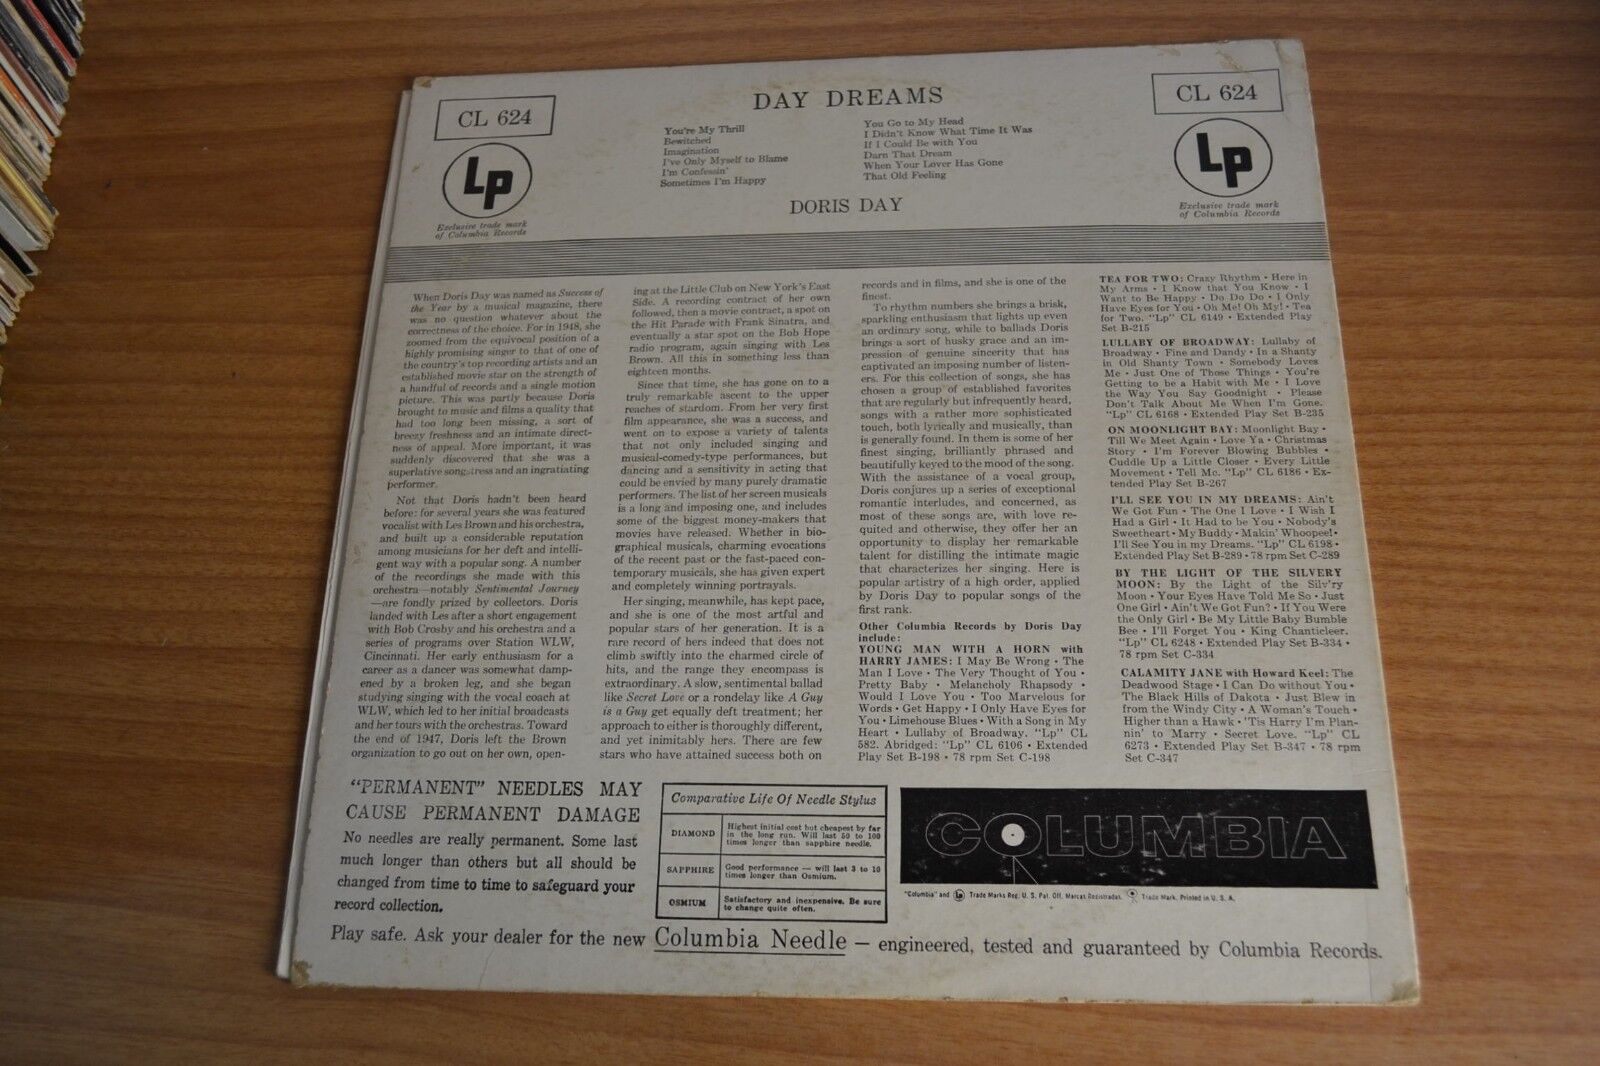 CL 624
Exclusive trade mark
of Columbia Records
DAY DREAMS
You're My Thrill
Bewitched
Imagination
I've Only Myself to Blame
I'm Confessin'
Sometimes I'm Happy
You Go to My Head
I Didn't Know What Time It Was
If I Could Be with You
Darn That Dream
When Your Lover Has Gone
That Old Feeling
DORIS DAY
CL 624
Lp
Lp
Exclusive trade mark
of Columbia Records
When Doris Day was named as Success of
the Year by a musical magazine, there
was no question whatever about the
correctness of the choice. For in 1948, she
zoomed from the equivocal position of a
highly promising singer to that of one of
the country's top recording artists and an
established movie star on the strength of
a handful of records and a single motion
picture. This was partly because Doris
brought to music and films a quality that
had too long been missing, a sort of
breezy freshness and an intimate direct-
ness of appeal. More important, it was
suddenly discovered that she was a
superlative songstress and an ingratiating
performer.
Not that Doris hadn't been heard
before: for several years she was featured
vocalist with Les Brown and his orchestra,
and built up a considerable reputation
among musicians for her deft and intelli-
gent way with a popular song. A number
of the recordings she made with this
orchestra—notably Sentimental Journey
—are fondly prized by collectors. Doris
landed with Les after a short engagement
with Bob Crosby and his orchestra and a
series of programs over Station WLW,
Cincinnati. Her early enthusiasm for a
career as a dancer was somewhat damp-
ened by a broken leg, and she began
studying singing with the vocal coach at
WLW, which led to her initial broadcasts
and her tours with the orchestras. Toward
the end of 1947, Doris left the Brown
organization to go out on her own, open-
ing at the Little Club on New York's East
Side. A recording contract of her own
followed, then a movie contract, a spot on
the Hit Parade with Frank Sinatra, and
eventually a star spot on the Bob Hope
radio program, again singing with Les
Brown. All this in something less than
eighteen months.
Since that time, she has gone on to a
truly remarkable ascent to the upper
reaches of stardom. From her very first
film appearance, she was a success, and
went on to expose a variety of talents
that not only included singing and
musical-comedy-type performances, but
dancing and a sensitivity in acting that
could be envied by many purely dramatic
performers. The list of her screen musicals
is a long and imposing one, and includes
some of the biggest money-makers that
movies have released. Whether in bio-
graphical musicals, charming evocations
of the recent past or the fast-paced con-
temporary musicals, she has given expert
and completely winning portrayals.
Her singing, meanwhile, has kept pace,
and she is one of the most artful and
popular stars of her generation. It is a
rare record of hers indeed that does not
climb swiftly into the charmed circle of
hits, and the range they encompass is
extraordinary. A slow, sentimental ballad
like Secret Love or a rondelay like A Guy
is a Guy get equally deft treatment; her
approach to either is thoroughly different,
and yet inimitably hers. There are few
stars who have attained success both on
records and in films, and she is one of the
finest.
To rhythm numbers she brings a brisk,
sparkling enthusiasm that lights up even
an ordinary song, while to ballads Doris
brings a sort of husky grace and an im-
pression of genuine sincerity that has
captivated an imposing number of listen-
ers. For this collection of songs, she has
chosen a group of established favorites
that are regularly but infrequently heard,
songs with a rather more sophisticated
touch, both lyrically and musically, than
is generally found. In them is some of her
finest singing, brilliantly phrased and
beautifully keyed to the mood of the song.
With the assistance of a vocal group,
Doris conjures up a series of exceptional
romantic interludes, and concerned, as
most of these songs are, with love re-
quited and otherwise, they offer her an
opportunity to display her remarkable
talent for distilling the intimate magic
that characterizes her singing. Here is
popular artistry of a high order, applied
by Doris Day to popular songs of the
first rank.
Other Columbia Records by Doris Day
include:
YOUNG MAN WITH A HORN with
HARRY JAMES: I May Be Wrong • The
Man I Love • The Very Thought of You •
Pretty Baby • Melancholy Rhapsody •
Would I Love You • Too Marvelous for
Words • Get Happy • I Only Have Eyes for
You • Limehouse Blues • With a Song in My
Heart • Lullaby of Broadway. "Lp" CL
582. Abridged: "Lp" CL 6106 • Extended
Play Set B-198 • 78 rpm Set C-198
TEA FOR TWO: Crazy Rhythm • Here in
My Arms • I Know that You Know • I
Want to Be Happy • Do Do Do • I Only
Have Eyes for You • Oh Me! Oh My! • Tea
for Two. "Lp" CL 6149 • Extended Play
Set B-215
LULLABY OF BROADWAY: Lullaby of
Broadway • Fine and Dandy • In a Shanty
in Old Shanty Town • Somebody Loves
Me • Just One of Those Things • You're
Getting to be a Habit with Me • I Love
the Way You Say Goodnight • Please
Don't Talk About Me When I'm Gone.
"Lp" CL 6168 • Extended Play Set B-235
ON MOONLIGHT BAY: Moonlight Bay •
Till We Meet Again • Love Ya • Christmas
Story • I'm Forever Blowing Bubbles •
Cuddle Up a Little Closer • Every Little
Movement • Tell Me. "Lp" CL 6186 • Ex-
tended Play Set B-267
I'LL SEE YOU IN MY DREAMS: Ain't
We Got Fun • The One I Love • I Wish I
Had a Girl • It Had to be You • Nobody's
Sweetheart • My Buddy • Makin' Whoopee! •
I'll See You in my Dreams. "Lp" CL 6198 •
Extended Play Set B-289 • 78 rpm Set C-289
BY THE LIGHT OF THE SILVERY
MOON: By the Light of the Silv'ry
Moon • Your Eyes Have Told Me So • Just
One Girl • Ain't We Got Fun? • If You Were
the Only Girl • Be My Little Baby Bumble
Bee • I'll Forget You • King Chanticleer.
"Lp" CL 6248 • Extended Play Set B-334 •
78 rpm Set C-334
CALAMITY JANE with Howard Keel: The
Deadwood Stage • I Can Do without You •
The Black Hills of Dakota • Just Blew in
from the Windy City • A Woman's Touch •
Higher than a Hawk • 'Tis Harry I'm Plan-
nin' to Marry • Secret Love. "Lp" CL
6273 • Extended Play Set B-347 • 78 rpm
Set C-347
"PERMANENT" NEEDLES MAY
CAUSE PERMANENT DAMAGE
No needles are really permanent. Some last
much longer than others but all should be
changed from time to time to safeguard your
record collection.
Comparative Life Of Needle Stylus
DIAMOND
Highest initial cost but cheapest by far
in the long run. Will last 50 to 100
times longer than sapphire needle.
SAPPHIRE
Good performance — will last 3 to 10
times longer than Osmium.
OSMIUM
Satisfactory and inexpensive. Be sure
to change quite often.
COLUMBIA
"Columbia" and Lp Trade Marks Reg. U. S. Pat. Off. Marcas Registradas. Trade Mark. Printed in U. S. A.
Play safe. Ask your dealer for the new Columbia Needle — engineered, tested and guaranteed by Columbia Records.